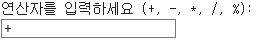 연산자를 입력하세요 (+, -, *, /, %):
+